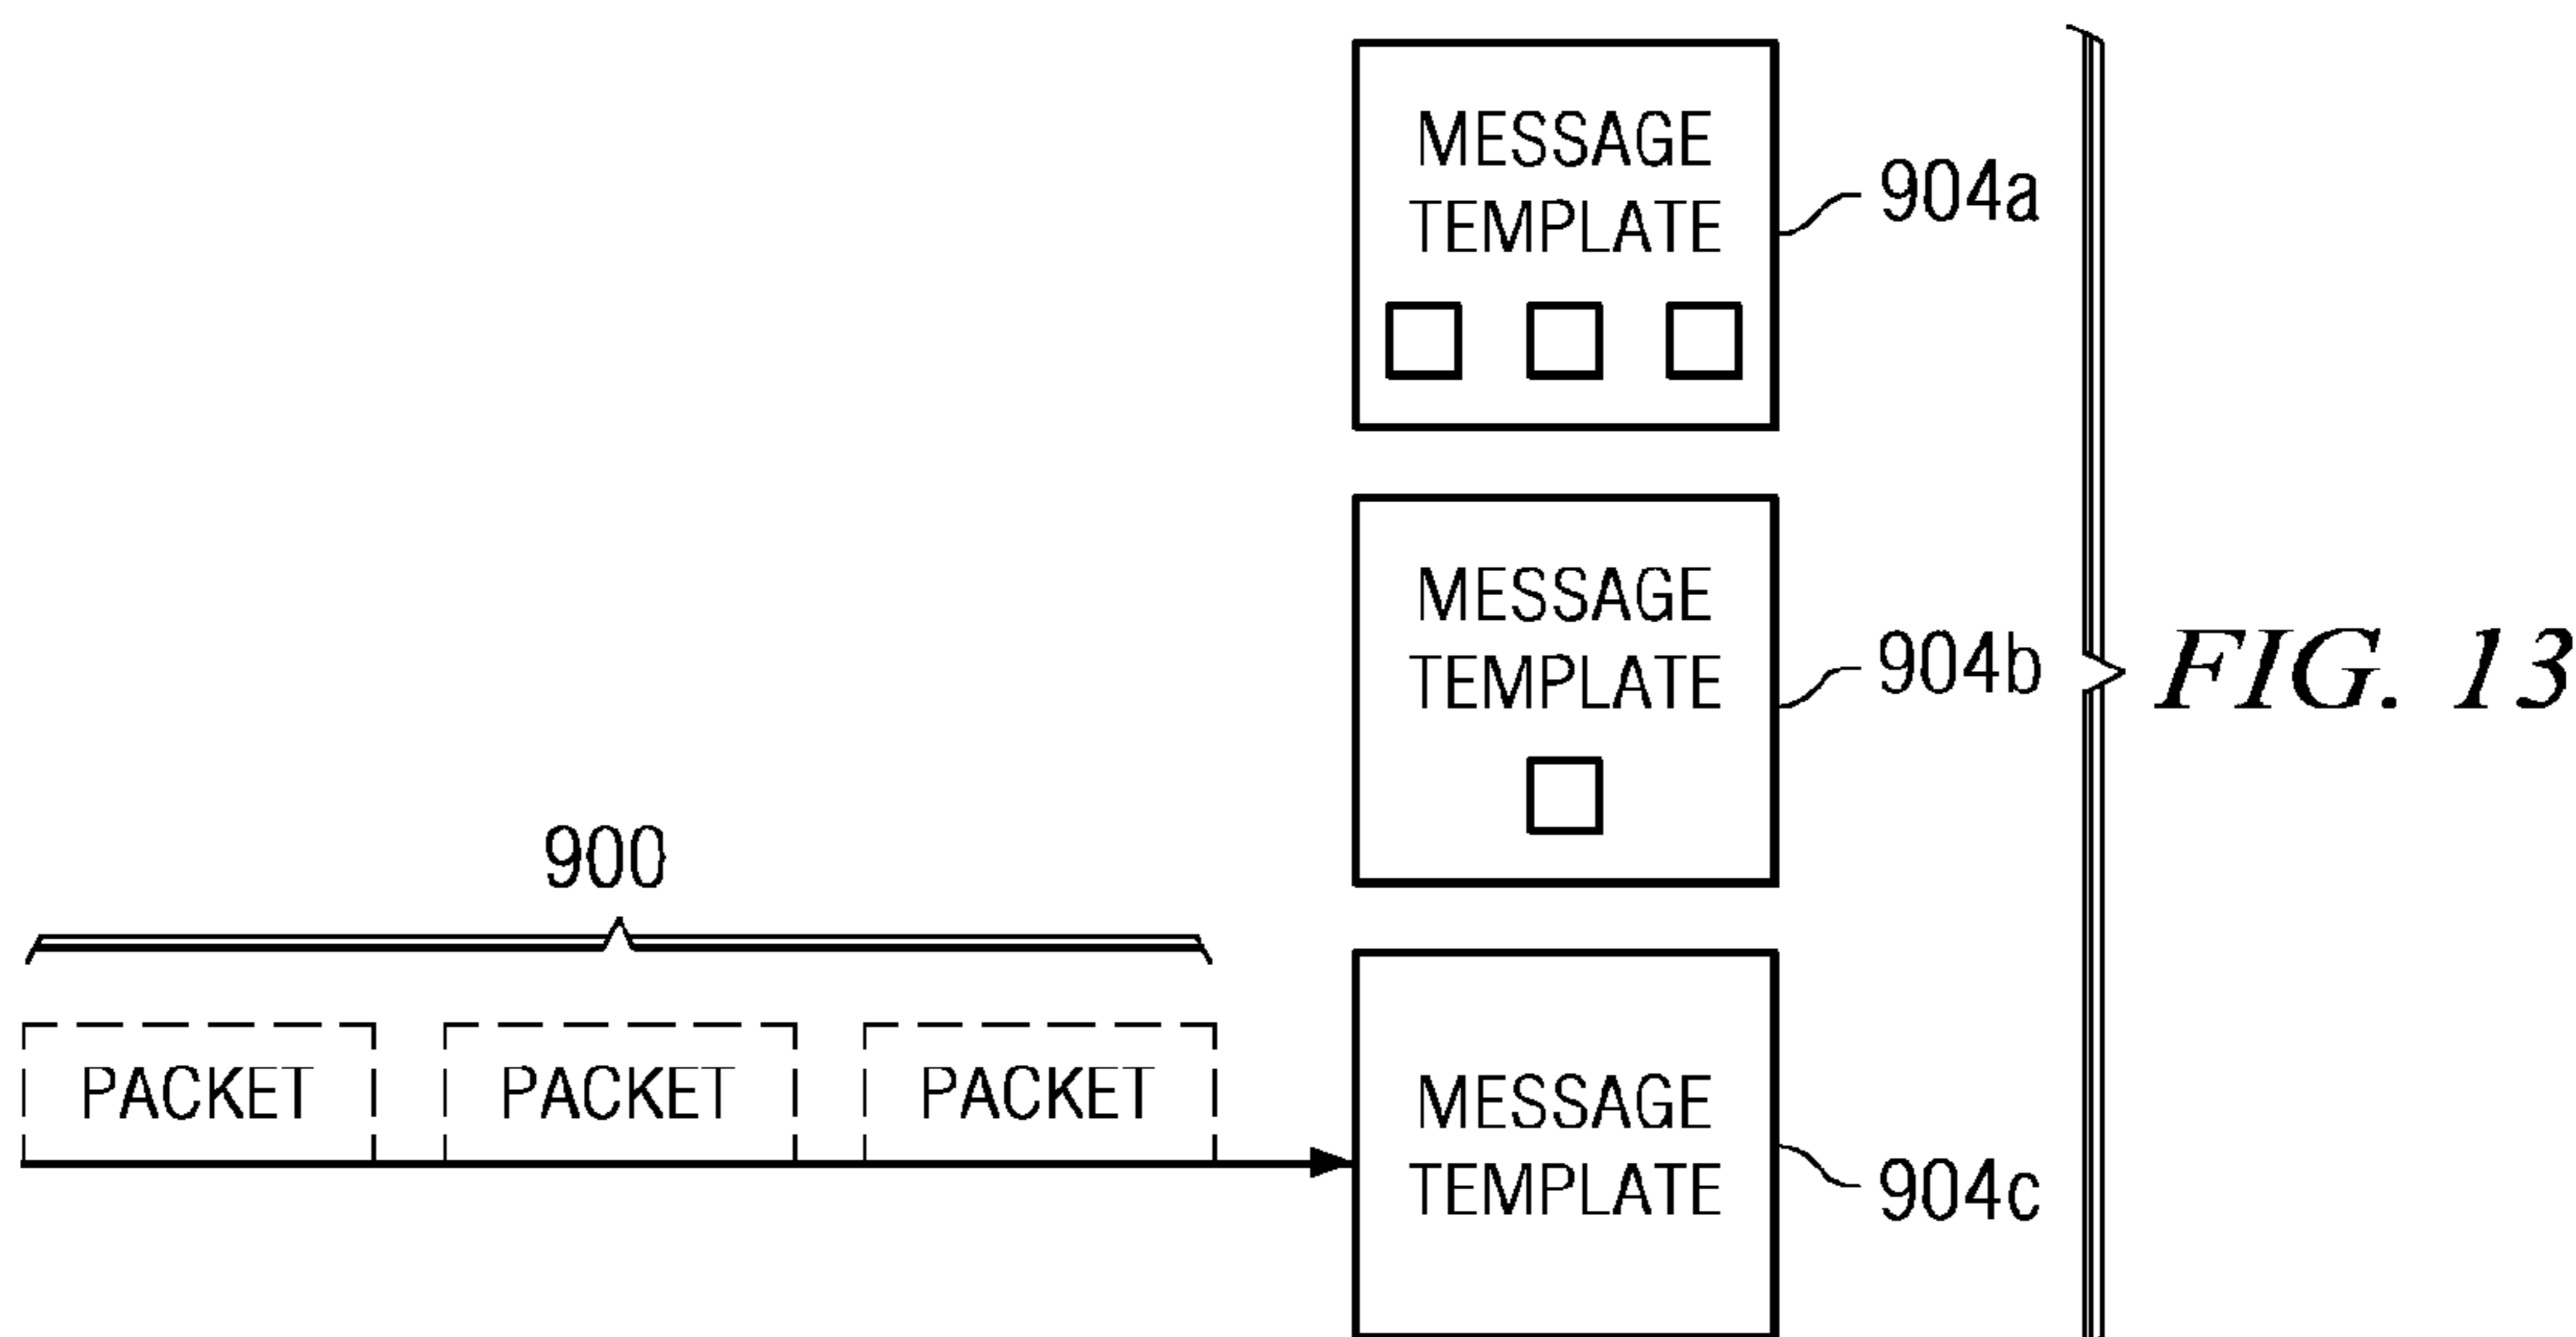 MESSAGE
TEMPLATE
904a
MESSAGE
TEMPLATE
904b
FIG. 13
900
PACKET PACKET PACKET
MESSAGE
TEMPLATE
904c